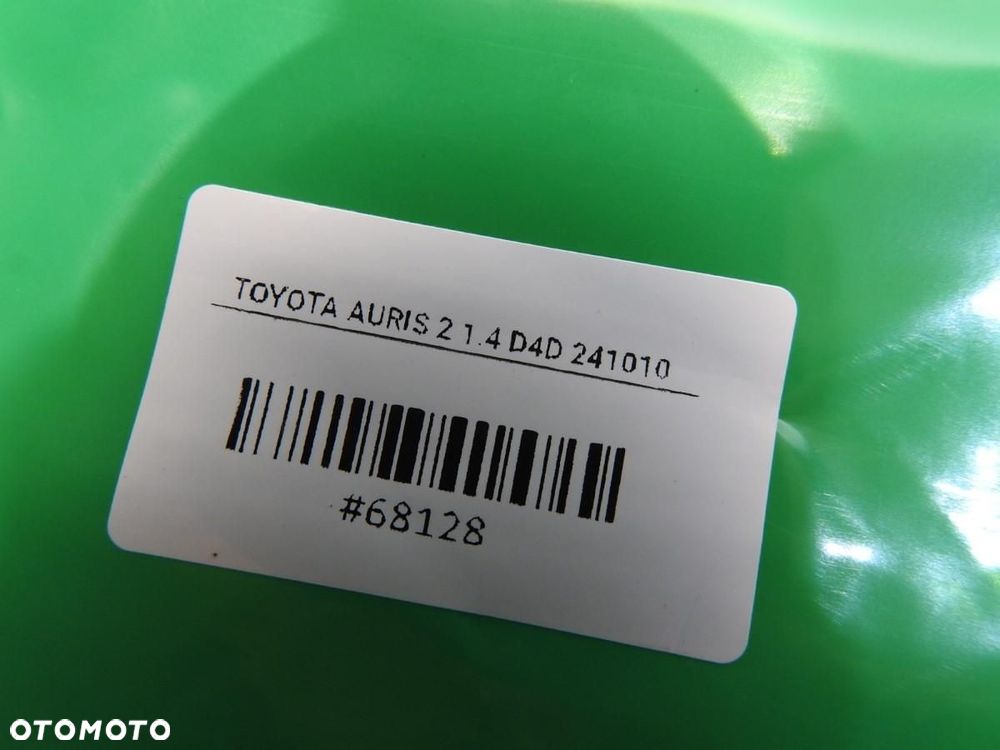 TOYOTA AURIS 2 1.4 D4D 241010
#68128
OTOMOTO